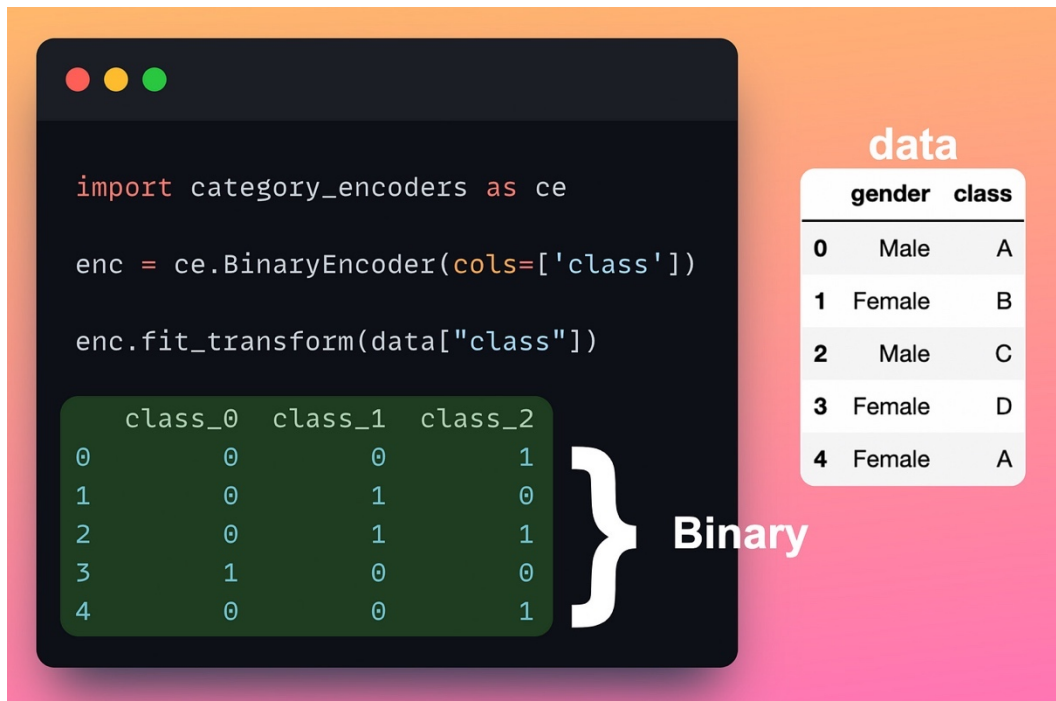 import category_encoders as ce
enc = ce.BinaryEncoder(cols=['class'])
enc.fit_transform(data["class"])
class_0 class_1 class_2
0 0 0 1
1 0 1 0
2 0 1 1
3 1 0 0
4 0 0 1
Binary
data
gender class
0 Male A
1 Female B
2 Male C
3 Female D
4 Female A